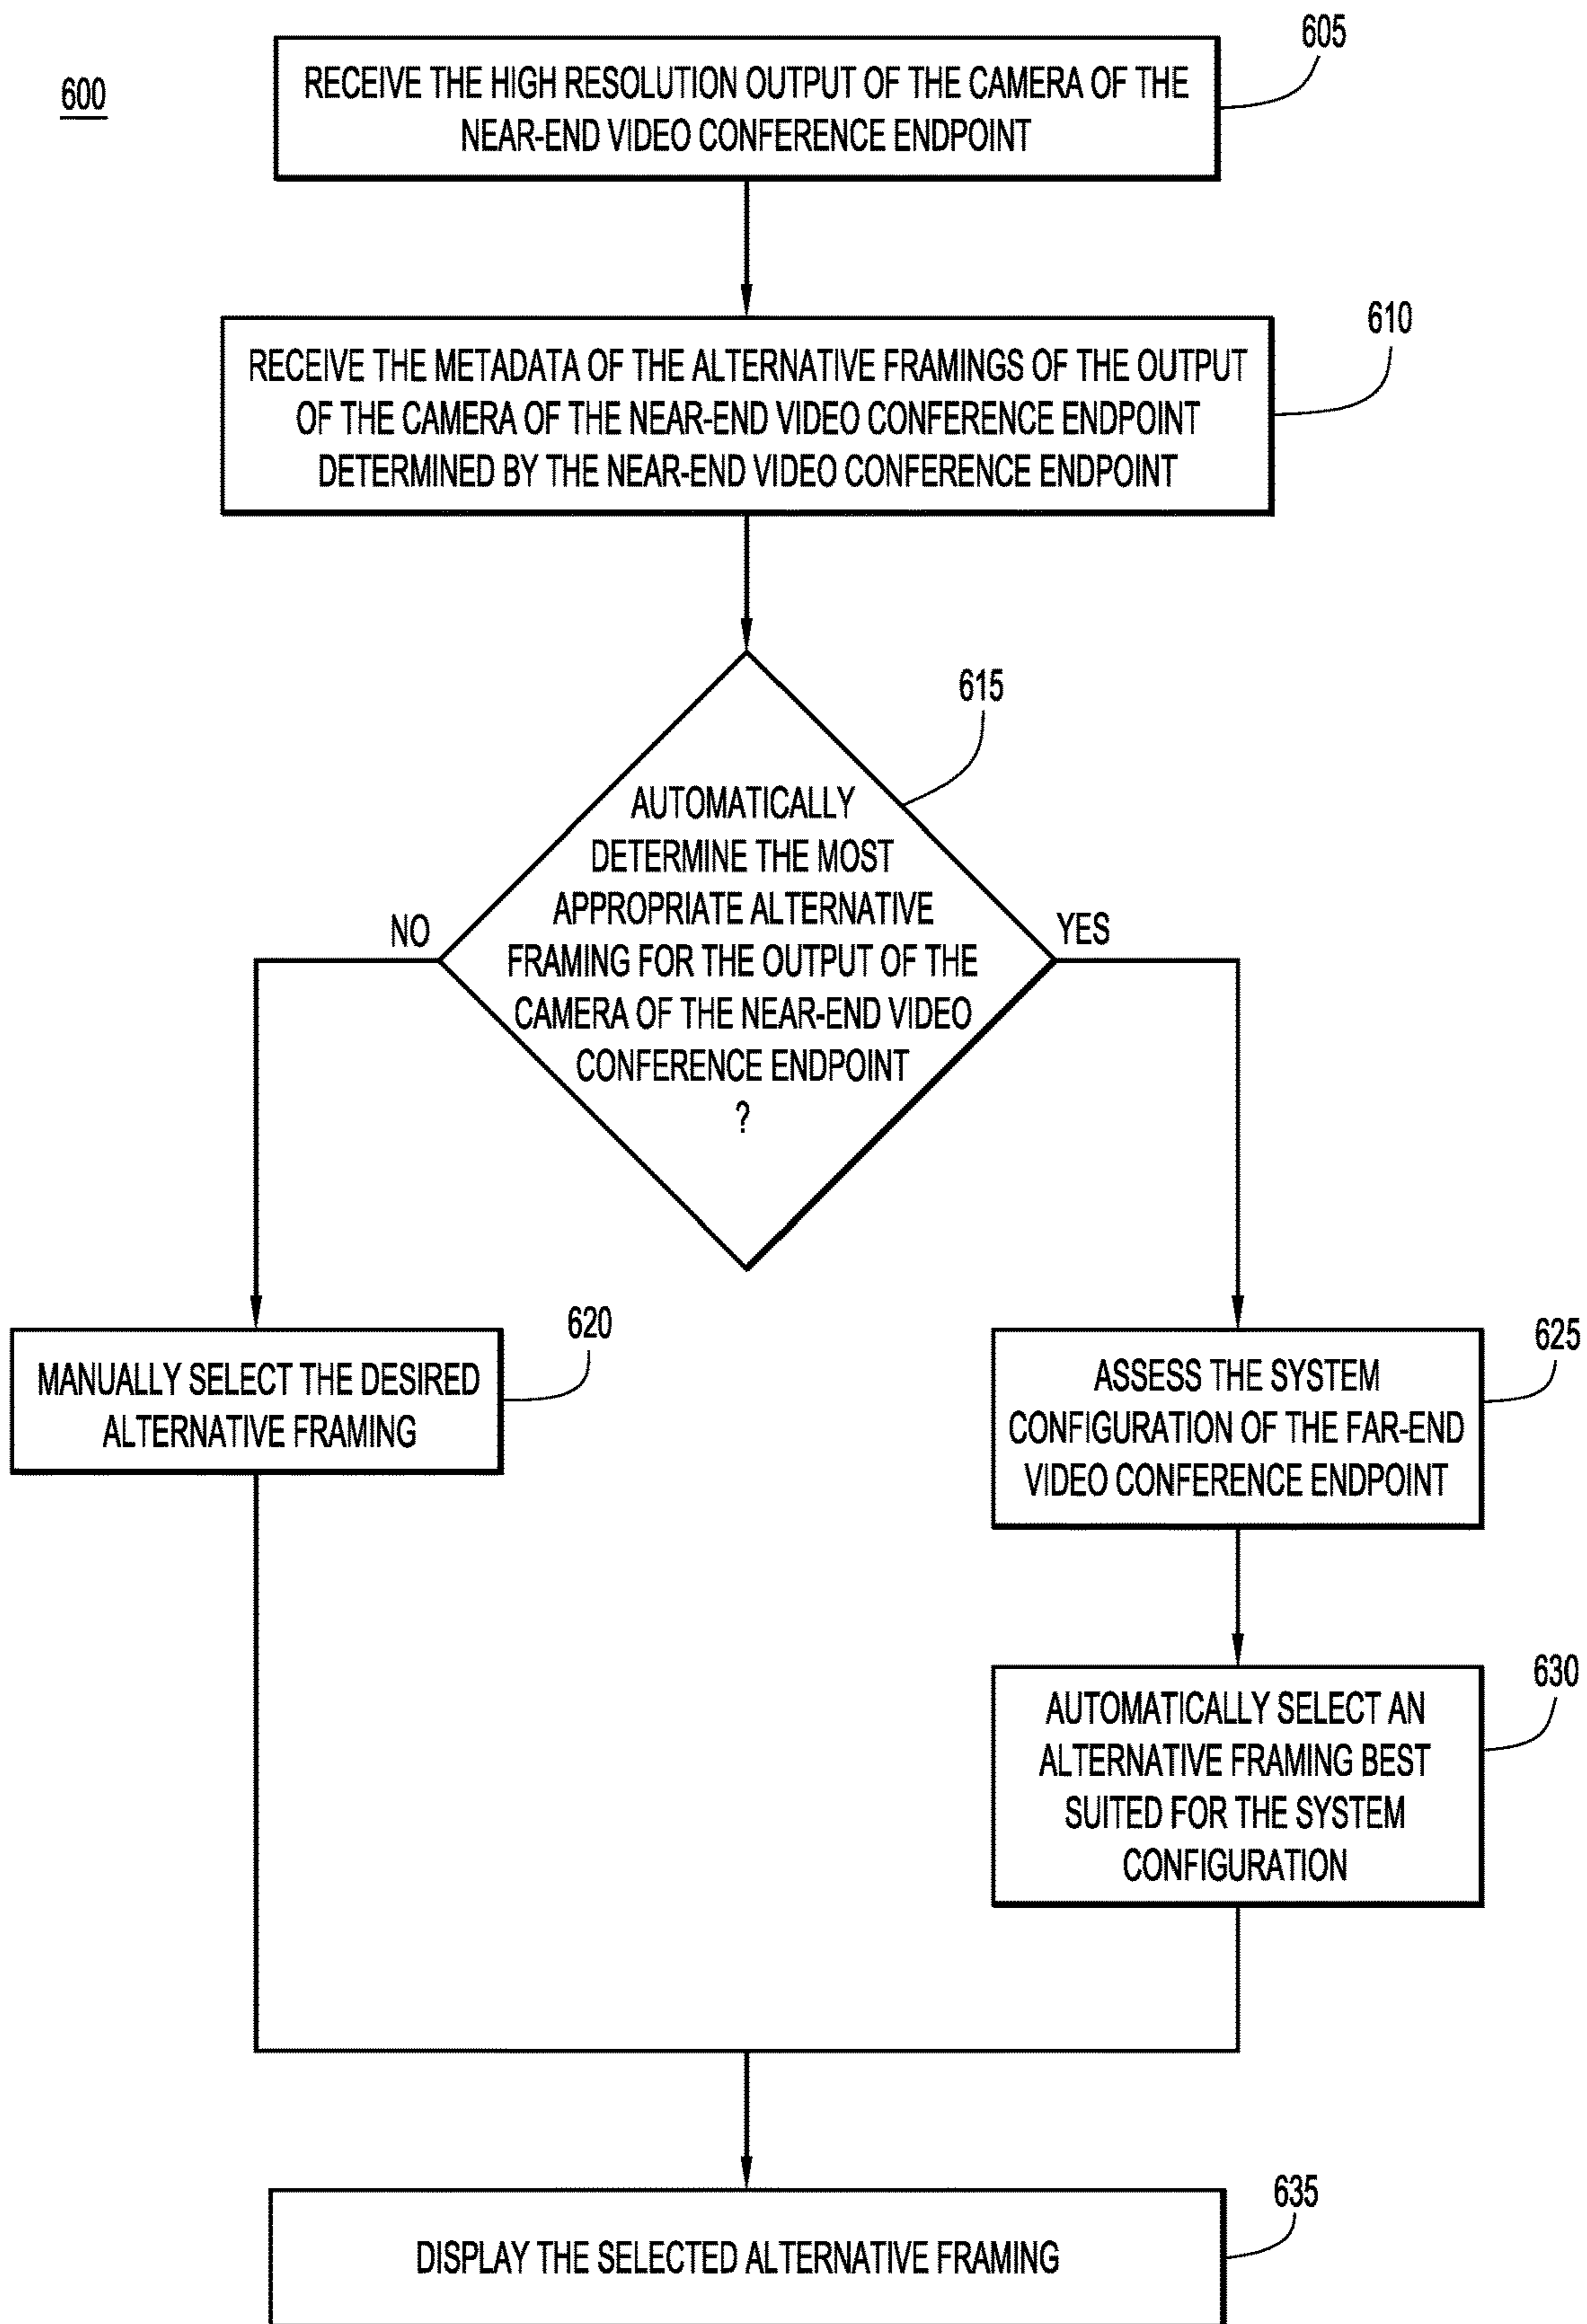 600
605
RECEIVE THE HIGH RESOLUTION OUTPUT OF THE CAMERA OF THE
NEAR-END VIDEO CONFERENCE ENDPOINT
610
RECEIVE THE METADATA OF THE ALTERNATIVE FRAMINGS OF THE OUTPUT
OF THE CAMERA OF THE NEAR-END VIDEO CONFERENCE ENDPOINT
DETERMINED BY THE NEAR-END VIDEO CONFERENCE ENDPOINT
615
AUTOMATICALLY
DETERMINE THE MOST
APPROPRIATE ALTERNATIVE
FRAMING FOR THE OUTPUT OF THE
CAMERA OF THE NEAR-END VIDEO
CONFERENCE ENDPOINT
?
NO
YES
620
MANUALLY SELECT THE DESIRED
ALTERNATIVE FRAMING
625
ASSESS THE SYSTEM
CONFIGURATION OF THE FAR-END
VIDEO CONFERENCE ENDPOINT
630
AUTOMATICALLY SELECT AN
ALTERNATIVE FRAMING BEST
SUITED FOR THE SYSTEM
CONFIGURATION
635
DISPLAY THE SELECTED ALTERNATIVE FRAMING